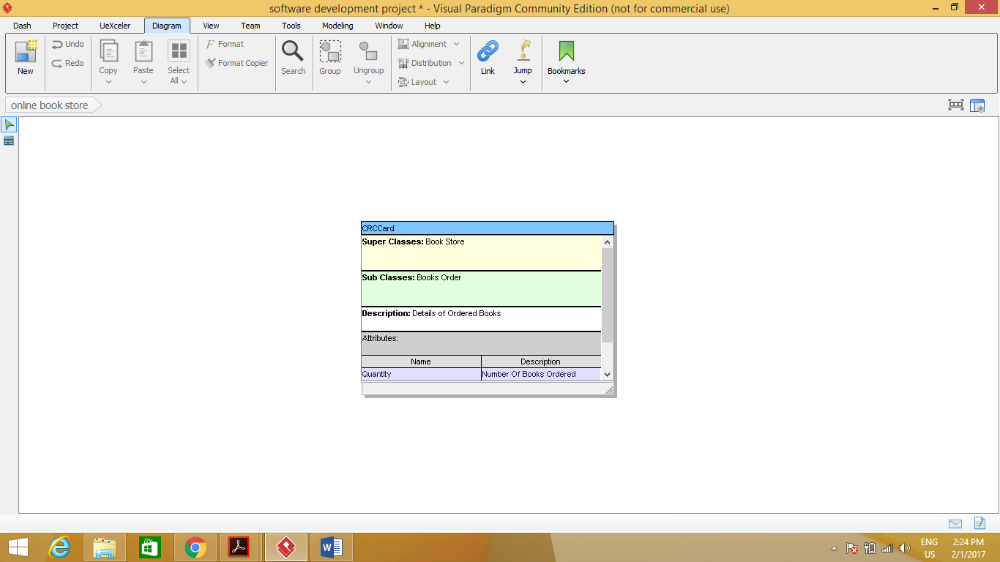 software development project * - Visual Paradigm Community Edition (not for commercial use)
Dash Project UeXceler Diagram View Team Tools Modeling Window Help
New
Undo
Redo
Copy
Paste
Select
All
Format
Format Copier
Search
Group
Ungroup
Alignment
Distribution
Layout
Link
Jump
Bookmarks
online book store
CRCCard
Super Classes: Book Store
Sub Classes: Books Order
Description: Details of Ordered Books
Attributes:
Name Description
Quantity Number Of Books Ordered
ENG 2:24 PM
US 2/1/2017